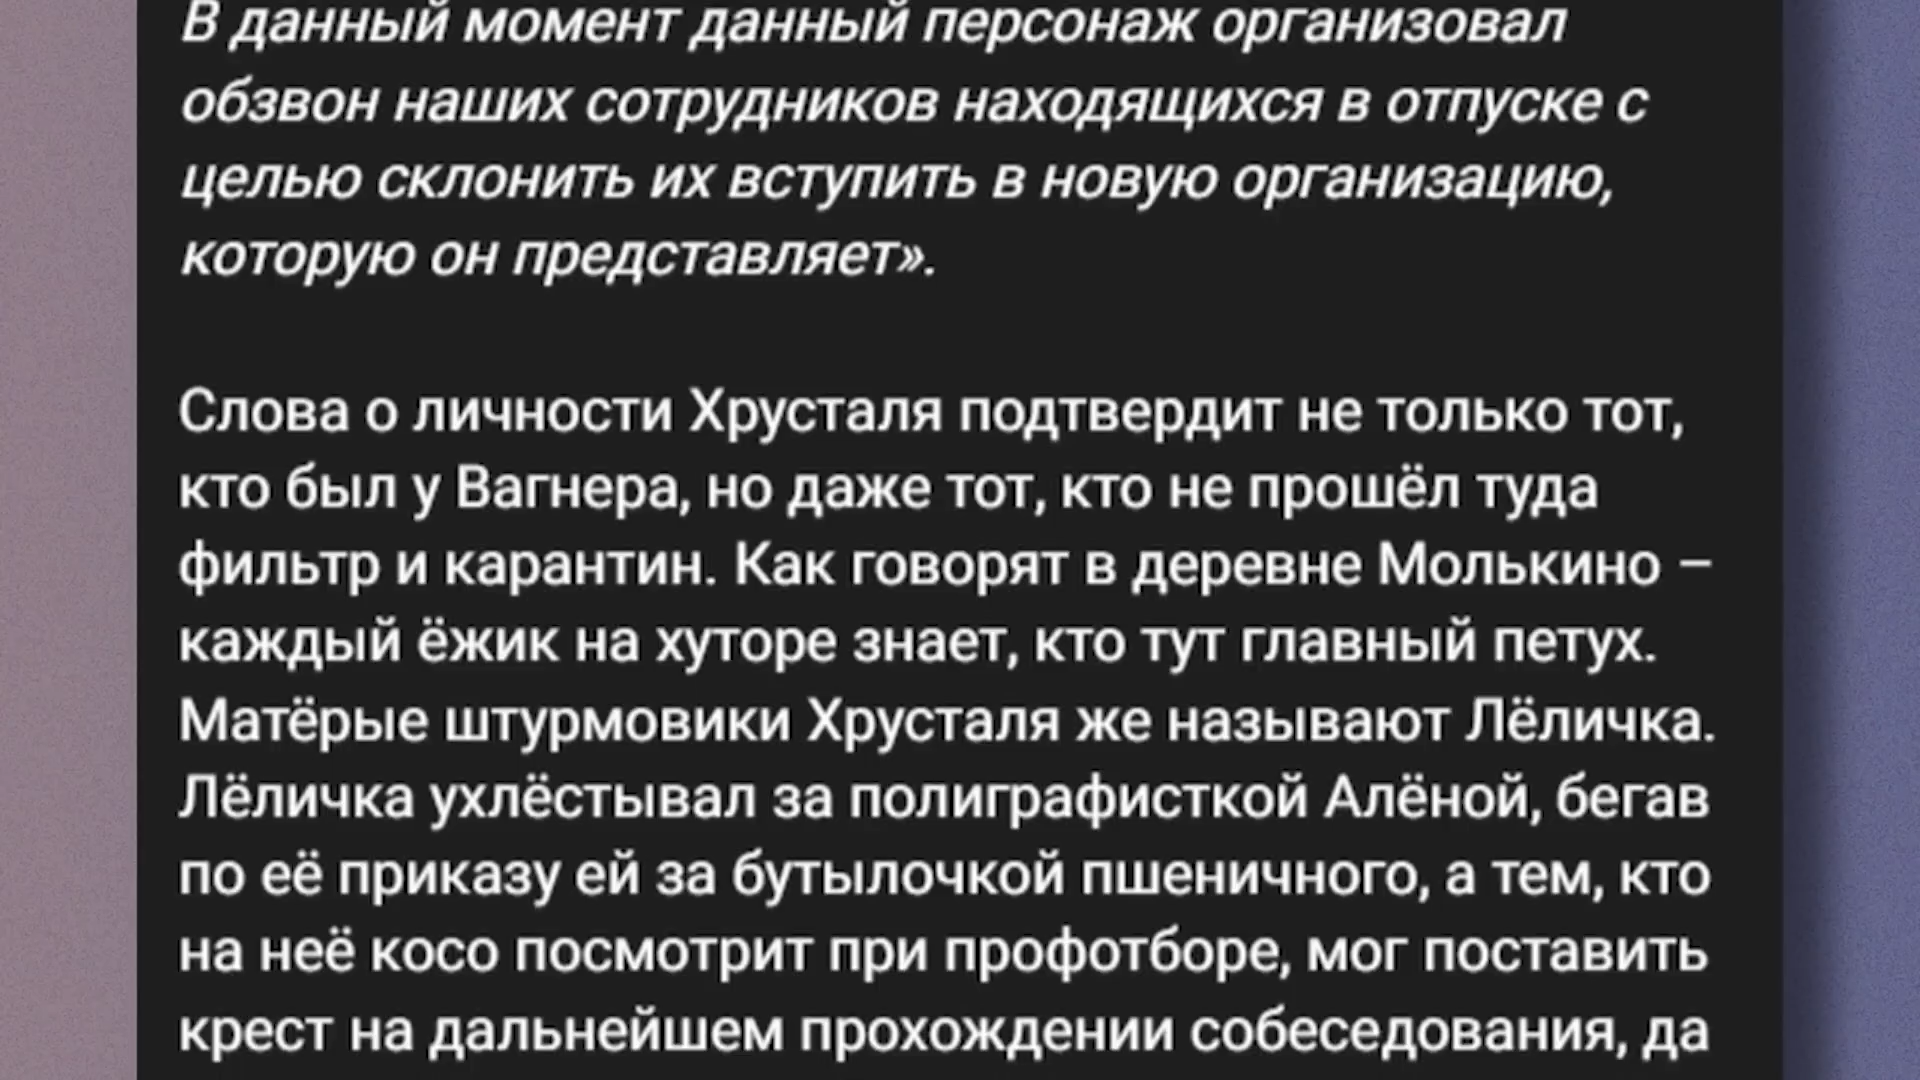 В данный момент данный персонаж организовал
обзвон наших сотрудников находящихся в отпуске с
целью склонить их вступить в новую организацию,
которую он представляет».
Слова о личности Хрусталя подтвердит не только тот,
кто был у Вагнера, но даже тот, кто не прошёл туда
фильтр и карантин. Как говорят в деревне Молькино –
каждый ёжик на хуторе знает, кто тут главный петух.
Матёрые штурмовики Хрусталя же называют Лёличка.
Лёличка ухлёстывал за полиграфисткой Алёной, бегав
по её приказу ей за бутылочкой пшеничного, а тем, кто
на неё косо посмотрит при профотборе, мог поставить
крест на дальнейшем прохождении собеседования, да